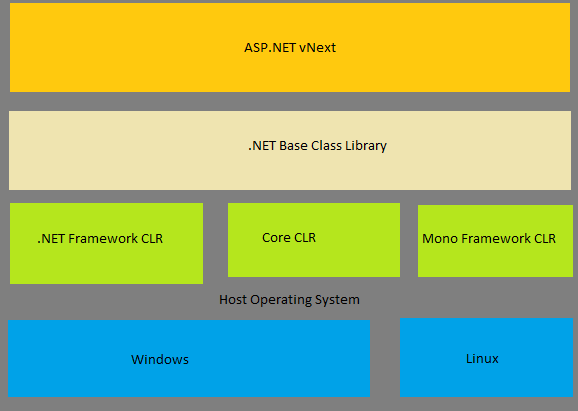 ASP.NET vNext
.NET Base Class Library
.NET Framework CLR
Core CLR
Mono Framework CLR
Host Operating System
Windows
Linux